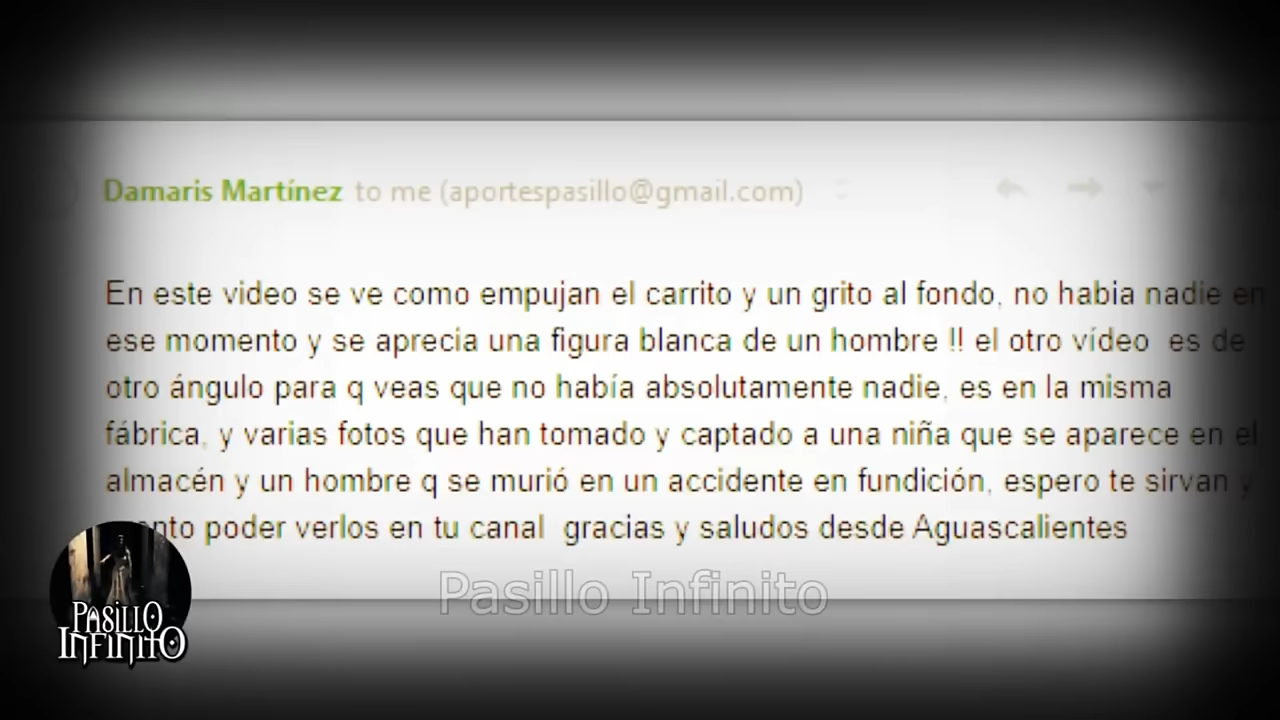 Damaris Martínez to me (aportespasillo@gmail.com)
En este video se ve como empujan el carrito y un grito al fondo, no habia nadie en
ese momento y se aprecia una figura blanca de un hombre !! el otro vídeo es de
otro ángulo para q veas que no había absolutamente nadie, es en la misma
fábrica, y varias fotos que han tomado y captado a una niña que se aparece en el
almacén y un hombre q se murió en un accidente en fundición, espero te sirvan y
poder verlos en tu canal gracias y saludos desde Aguascalientes
Pasillo Infinito
PASILLO
INFINITO